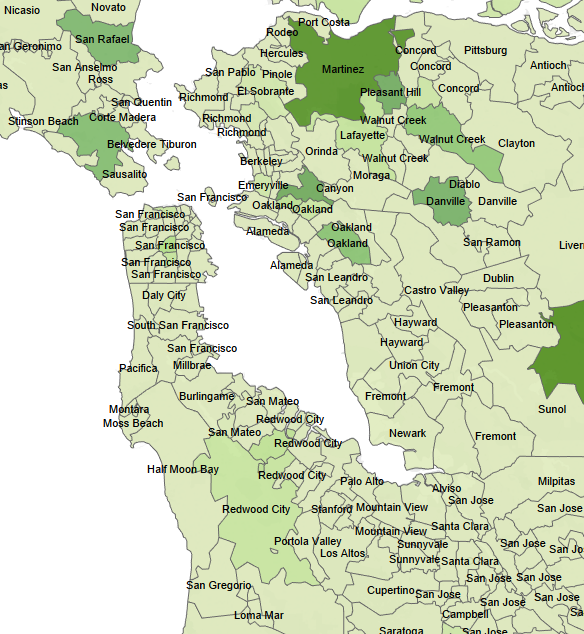 Nicasio
Novato
Port Costa
Rodeo
San Rafael
an Geronimo
Hercules
Concord
Pittsburg
San Anselmo
San Pablo
Pinole
Martinez
Concord
Antioch
Ross
El Sobrante
Pleasant Hill
Concord
Antioch
as
San Quentin
Richmond
Stinson Beach
Corte Madera
Richmond
Walnut Creek
Richmond
Lafayette
Walnut Creek
Clayton
Belvedere Tiburon
Orinda
Berkeley
Walnut Creek
Sausalito
Moraga
Emeryville
Canyon
Diablo
San Francisco
Oakland
Oakland
Danville
Danville
San Francisco
San Francisco
Alameda
Oakland
San Francisco
Oakland
San Ramon
Liver
San Francisco
Alameda
San Francisco
San Leandro
Dublin
Daly City
San Leandro
Castro Valley
Pleasanton
South San Francisco
Hayward
Pleasanton
San Francisco
Hayward
Pacifica
Millbrae
Union City
Burlingame
Fremont
Fremont
San Mateo
Montara
Redwood City
Sunol
Moss Beach
San Mateo
Newark
Fremont
Redwood City
Half Moon Bay
Redwood City
Palo Alto
Alviso
Milpitas
Redwood City
Stanford
Mountain View
San Jose
San Jose
Mountain View
Santa Clara
Portola Valley
Sunnyvale
San Jose
San Jo
Los Altos
Sunnyvale
Santa Clara
San Gregorio
Cupertino
San Jose
San Jose
San Jose
San Jose
San Jose
Loma Mar
Campbell
Sa
Saratoga
San Jose
San Jose